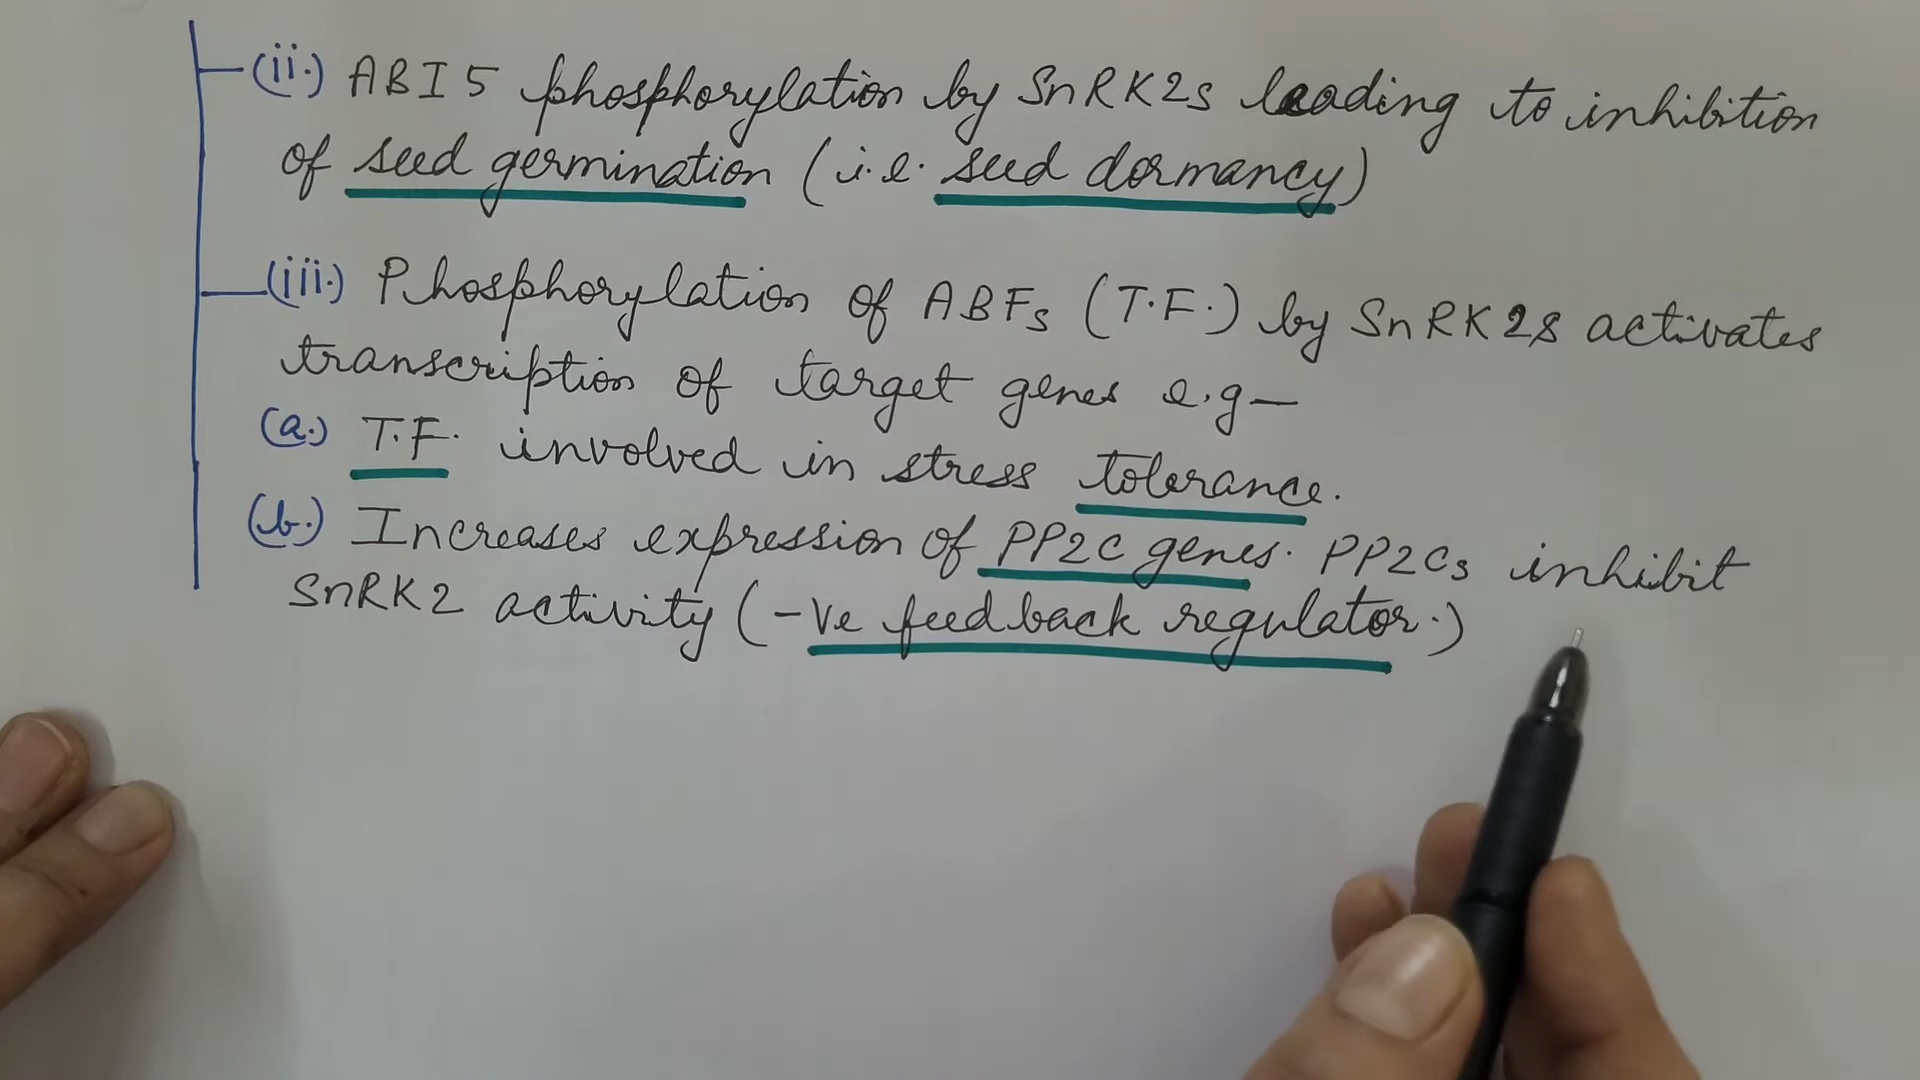 (ii.) ABI5 phosphorylation by SnRK2s leading to inhibition
of seed germination (i.e. seed dormancy)
(iii.) Phosphorylation of ABFs (T.F.) by SnRK2s activates
transcription of target genes e.g—
(a.) T.F. involved in stress tolerance.
(b.) Increases expression of PP2C genes. PP2Cs inhibit
SnRK2 activity (-ve feedback regulator.)